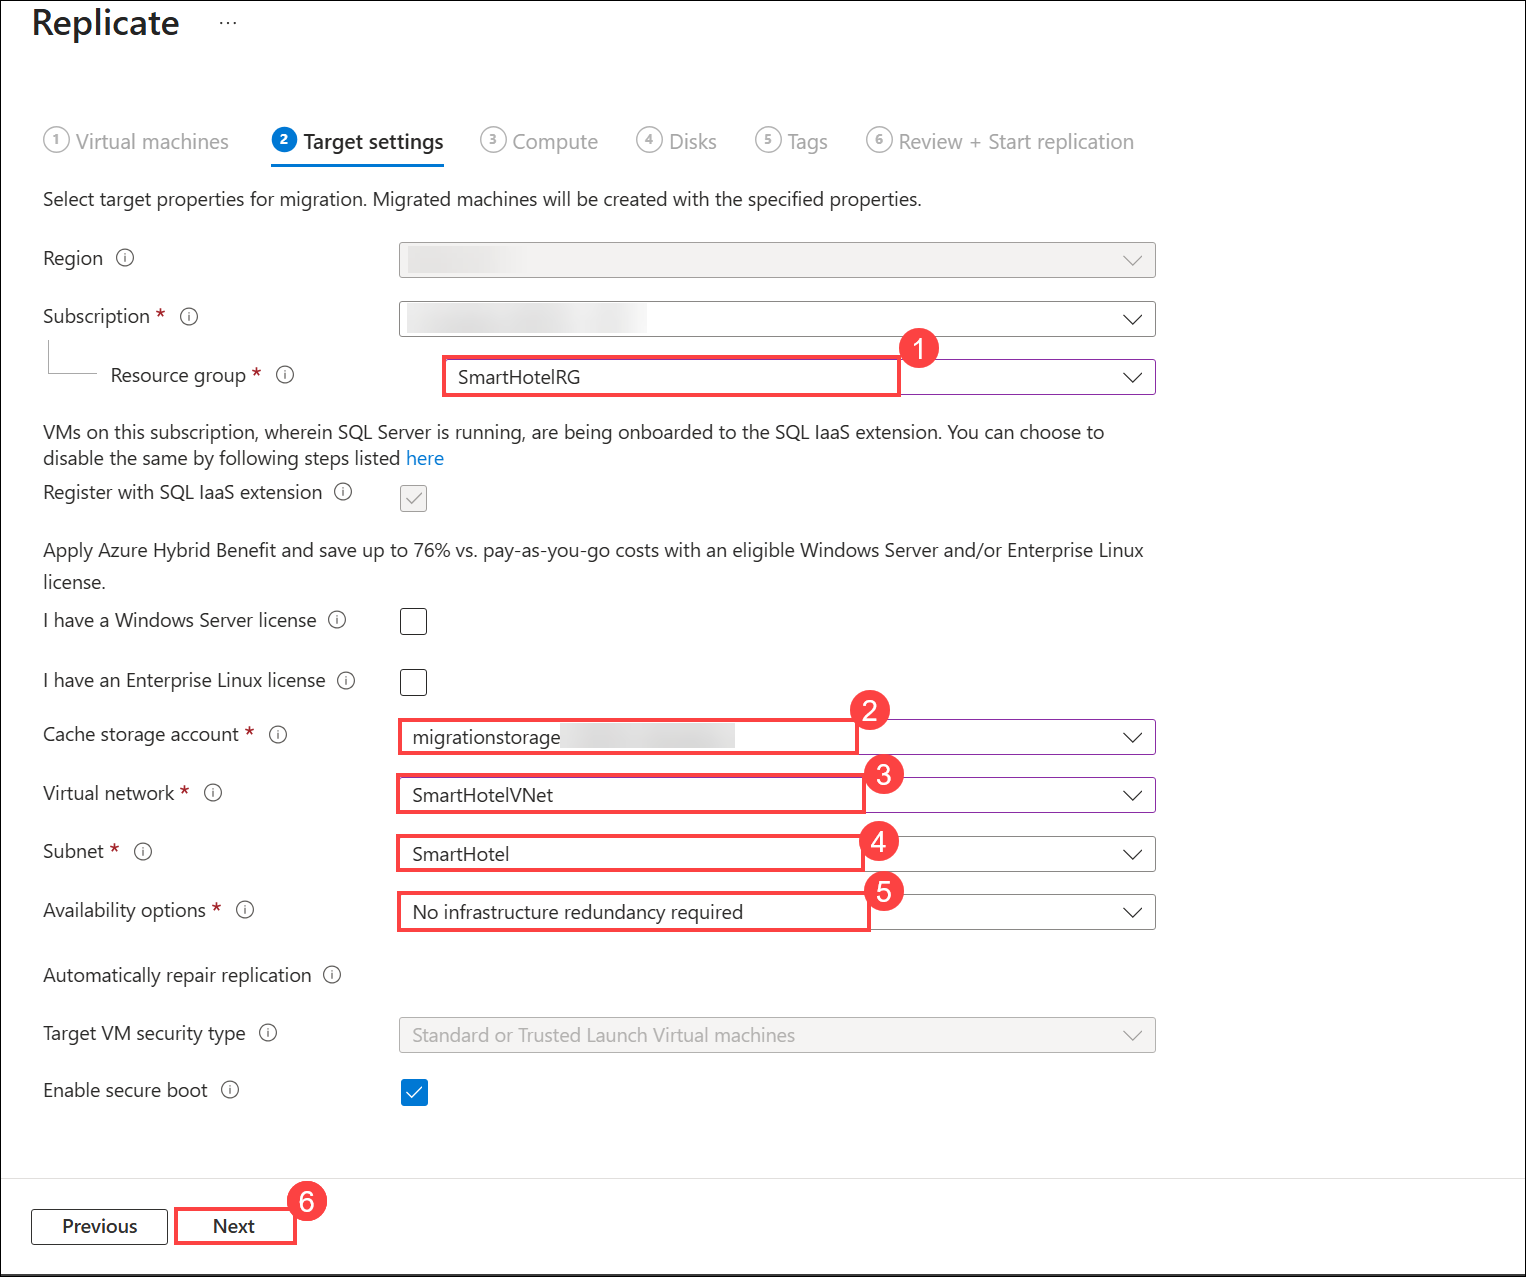 Replicate ...
1 Virtual machines 2 Target settings 3 Compute 4 Disks 5 Tags 6 Review + Start replication
Select target properties for migration. Migrated machines will be created with the specified properties.
Region
Subscription *
1
Resource group * SmartHotelRG
VMs on this subscription, wherein SQL Server is running, are being onboarded to the SQL IaaS extension. You can choose to
disable the same by following steps listed here
Register with SQL IaaS extension
Apply Azure Hybrid Benefit and save up to 76% vs. pay-as-you-go costs with an eligible Windows Server and/or Enterprise Linux
license.
I have a Windows Server license
I have an Enterprise Linux license
2
Cache storage account * migrationstorage
3
Virtual network * SmartHotelVNet
4
Subnet * SmartHotel
5
Availability options * No infrastructure redundancy required
Automatically repair replication
Target VM security type Standard or Trusted Launch Virtual machines
Enable secure boot
6
Previous Next